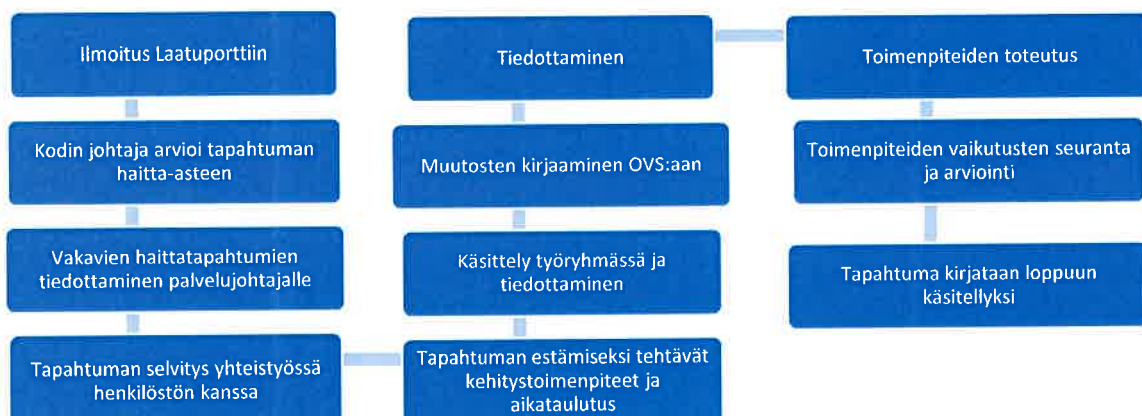 Ilmoitus Laatuporttiin
Kodin johtaja arvioi tapahtuman
haitta-asteen
Vakavien haittatapahtumien
tiedottaminen palvelujohtajalle
Tapahtuman selvitys yhteistyössä
henkilöstön kanssa
Tapahtuman estämiseksi tehtävät
kehitystoimenpiteet ja
aikataulutus
Käsittely työryhmässä ja
tiedottaminen
Muutosten kirjaaminen OVS:aan
Tiedottaminen
Toimenpiteiden toteutus
Toimenpiteiden vaikutusten seuranta
ja arviointi
Tapahtuma kirjataan loppuun
käsitellyksi